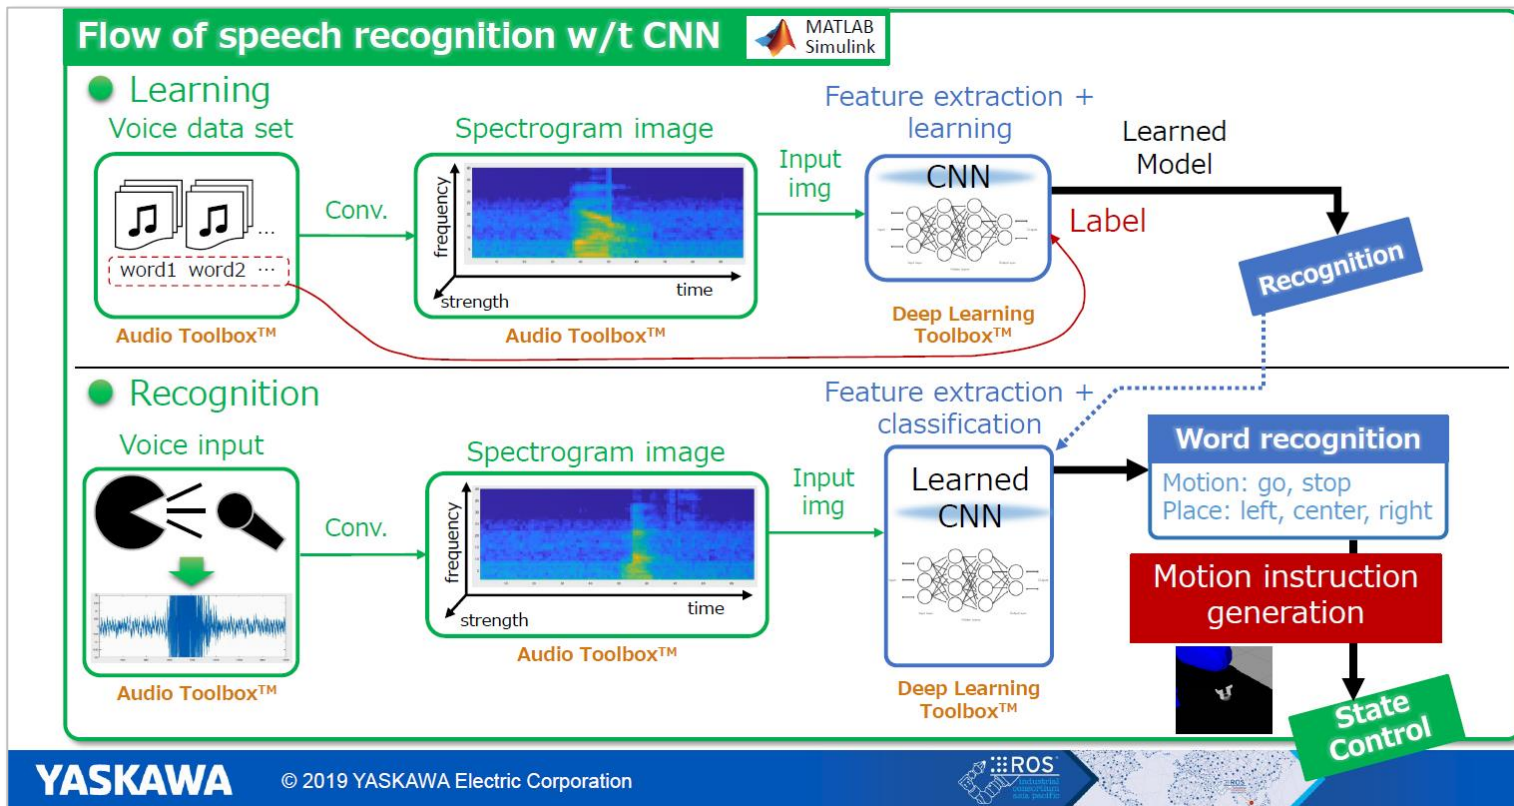 Flow of speech recognition w/t CNN
MATLAB
Simulink
Learning
Voice data set
word1 word2 ...
...
Audio Toolbox™
Conv.
Spectrogram image
frequency
time
strength
Audio Toolbox™
Input
img
Feature extraction +
learning
CNN
Deep Learning
Toolbox™
Label
Learned
Model
Recognition
Recognition
Voice input
Audio Toolbox™
Conv.
Spectrogram image
frequency
time
strength
Audio Toolbox™
Input
img
Feature extraction +
classification
Learned
CNN
Deep Learning
Toolbox™
Word recognition
Motion: go, stop
Place: left, center, right
Motion instruction
generation
State
Control
YASKAWA
© 2019 YASKAWA Electric Corporation
ROS
industrial
consortium
asia pacific